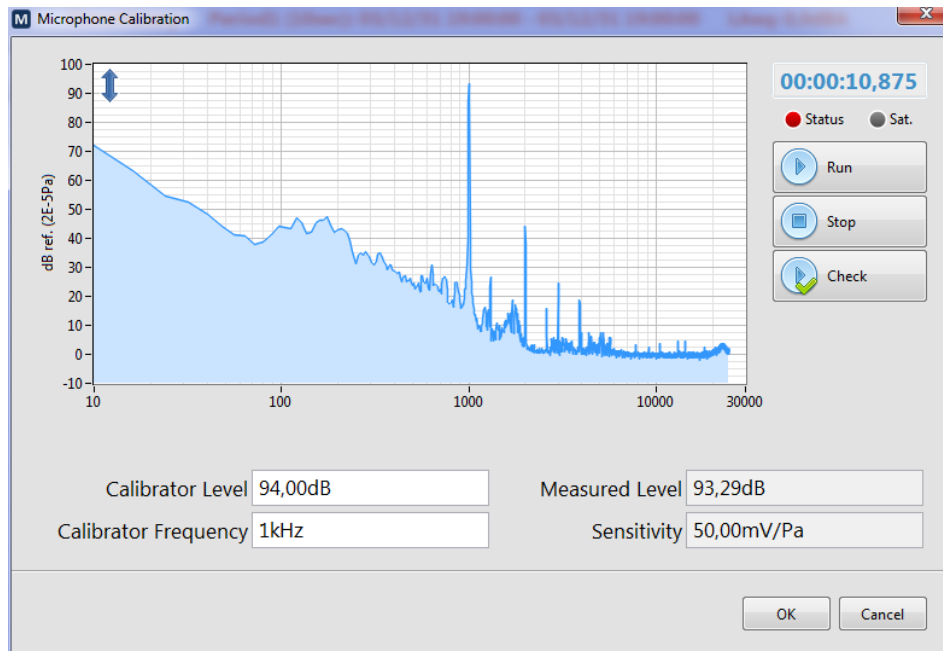 M Microphone Calibration
100
90
80
70
60
50
40
30
20
10
0
-10
dB ref. (2E-5Pa)
10 100 1000 10000 30000
00:00:10,875
Status Sat.
Run
Stop
Check
Calibrator Level 94,00dB Measured Level 93,29dB
Calibrator Frequency 1kHz Sensitivity 50,00mV/Pa
OK Cancel